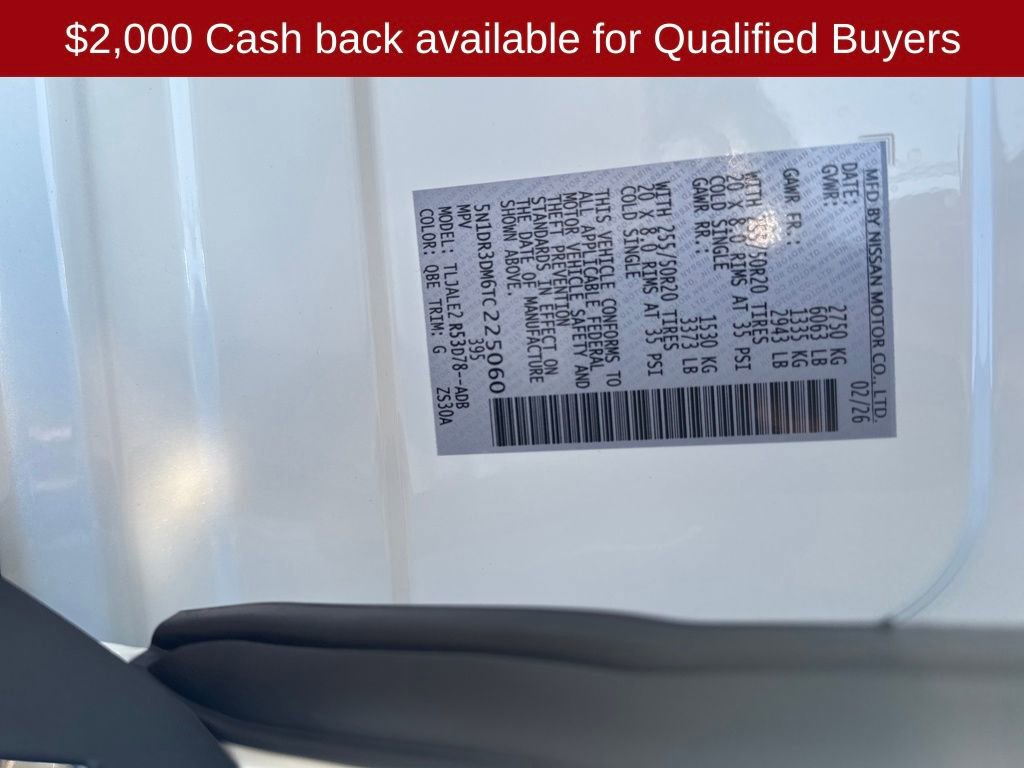 $2,000 Cash back available for Qualified Buyers
MFD BY NISSAN MOTOR CO., LTD.
DATE: 02/26
GVWR: 2750 KG
6063 LB
GAWR FR.: 1335 KG
2943 LB
WITH 255/50R20 TIRES
20 X 8.0 RIMS AT 35 PSI
COLD SINGLE
GAWR RR.: 1530 KG
3373 LB
WITH 255/50R20 TIRES
20 X 8.0 RIMS AT 35 PSI
COLD SINGLE
THIS VEHICLE CONFORMS TO
ALL APPLICABLE FEDERAL
MOTOR VEHICLE SAFETY AND
THEFT PREVENTION
STANDARDS IN EFFECT ON
THE DATE OF MANUFACTURE
SHOWN ABOVE.
5N1DR3DM6TC225060
MPV 395
MODEL: TLJALE2 R53D78--ADB
COLOR: QBE TRIM: G ZS30A